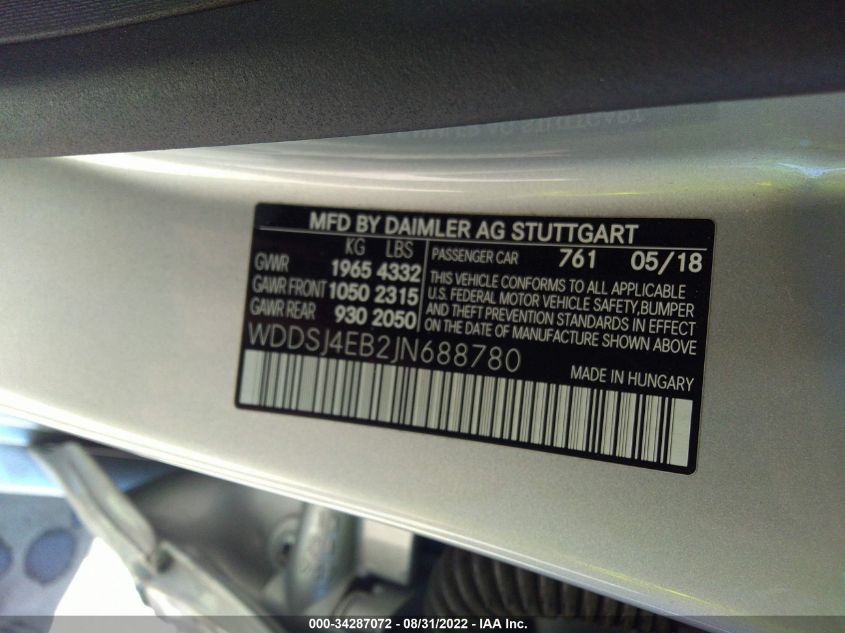 MFD BY DAIMLER AG STUTTGART
KG LBS
GVWR 1965 4332
GAWR FRONT 1050 2315
GAWR REAR 930 2050
PASSENGER CAR 761 05/18
THIS VEHICLE CONFORMS TO ALL APPLICABLE
U.S. FEDERAL MOTOR VEHICLE SAFETY,BUMPER
AND THEFT PREVENTION STANDARDS IN EFFECT
ON THE DATE OF MANUFACTURE SHOWN ABOVE
WDDSJ4EB2JN688780
MADE IN HUNGARY
000-34287072 - 08/31/2022 - IAA Inc.